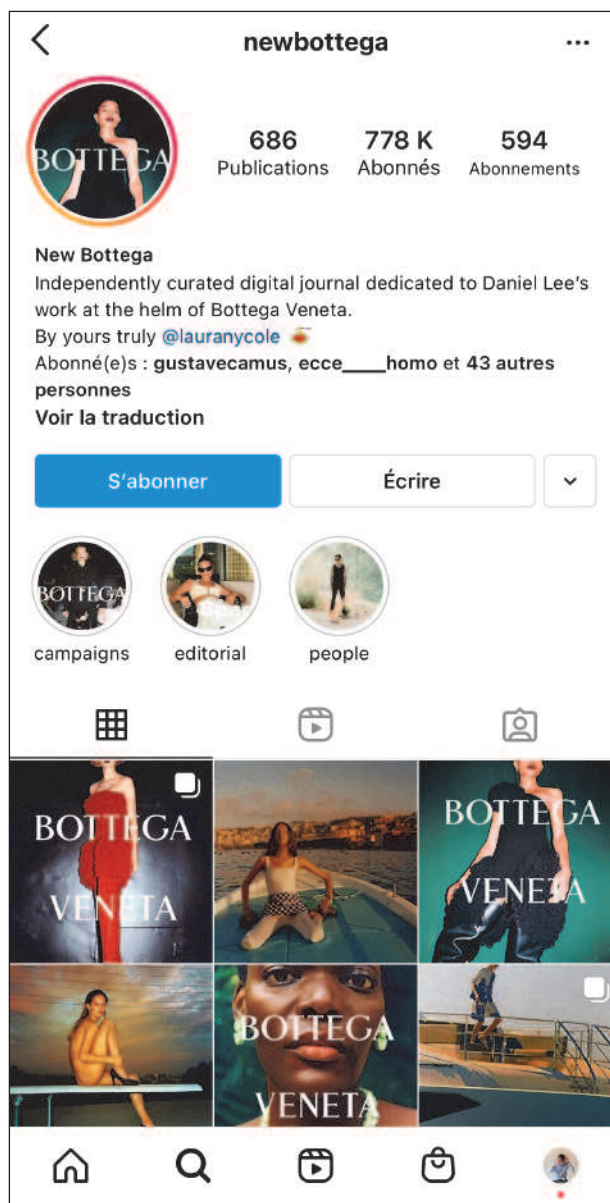 newbottega
BOTTEGA
686
Publications
778 K
Abonnés
594
Abonnements
New Bottega
Independently curated digital journal dedicated to Daniel Lee's
work at the helm of Bottega Veneta.
By yours truly @lauranycole
Abonné(e)s : gustavecamus, ecce____homo et 43 autres
personnes
Voir la traduction
S'abonner
Écrire
BOTTEGA
campaigns
editorial
people
BOTTEGA
VENETA
BOTTEGA
VENETA
BOTTEGA
VENETA